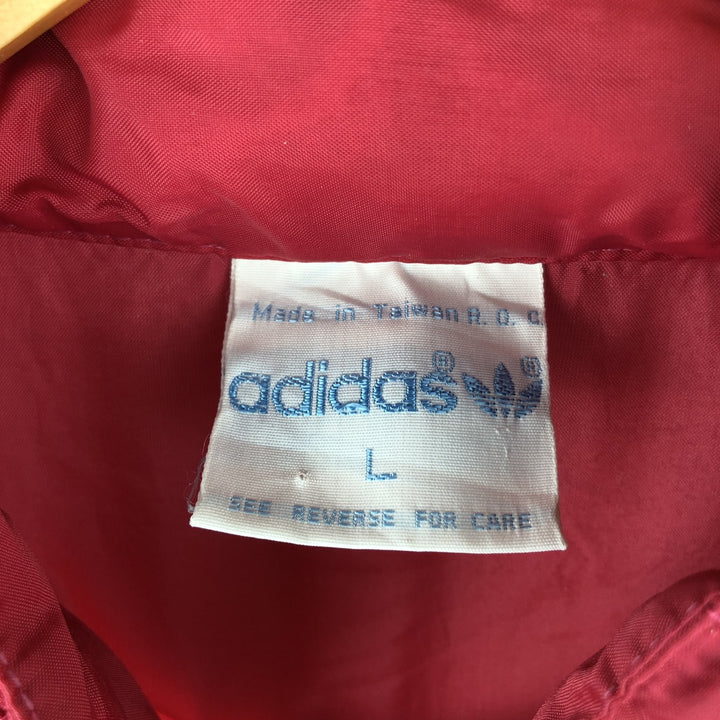 Made in Taiwan R. O. C.
adidas® ®
L
SEE REVERSE FOR CARE